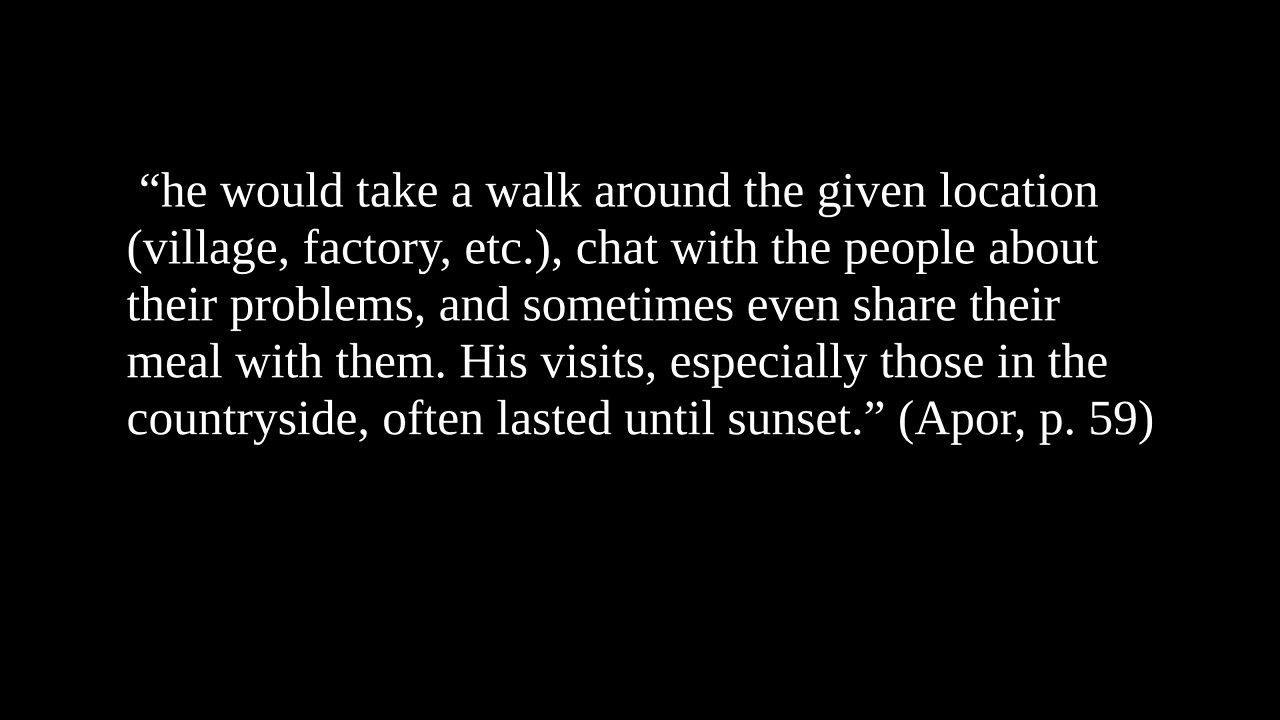 “he would take a walk around the given location
(village, factory, etc.), chat with the people about
their problems, and sometimes even share their
meal with them. His visits, especially those in the
countryside, often lasted until sunset.” (Apor, p. 59)